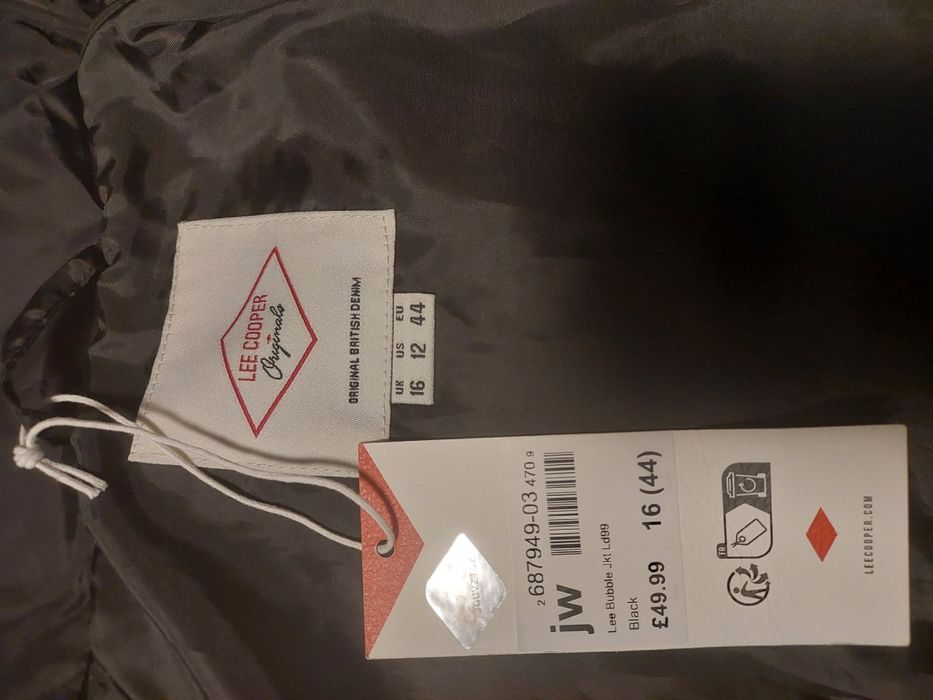 LEE COOPER
Originals
ORIGINAL BRITISH DENIM
UK US EU
16 12 44
2 687949-03 470 9
jw
Lee Bubble Jkt Ld99
Black
£49.99 16 (44)
FR
LEECOOPER.COM